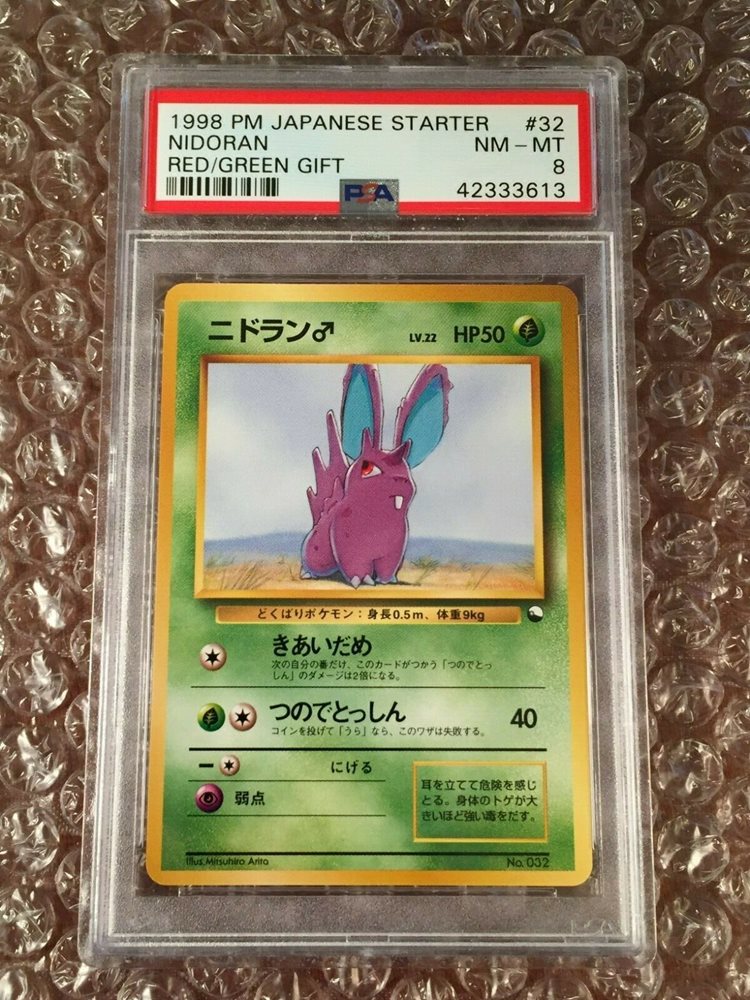 1998 PM JAPANESE STARTER #32
NIDORAN NM - MT
RED/GREEN GIFT 8
PSA 42333613
ニドラン♂ LV.22 HP50
どくばりポケモン：身長0.5m、体重9kg
きあいだめ
次の自分の番だけ、このカードがつかう「つのでとっ
しん」のダメージは2倍になる。
つのでとっしん 40
コインを投げて「うら」なら、このワザは失敗する。
にげる
弱点
耳を立てて危険を感じ
とる。身体のトゲが大
きいほど強い毒をだす。
Illus. Mitsuhiro Arita No. 032
PSA